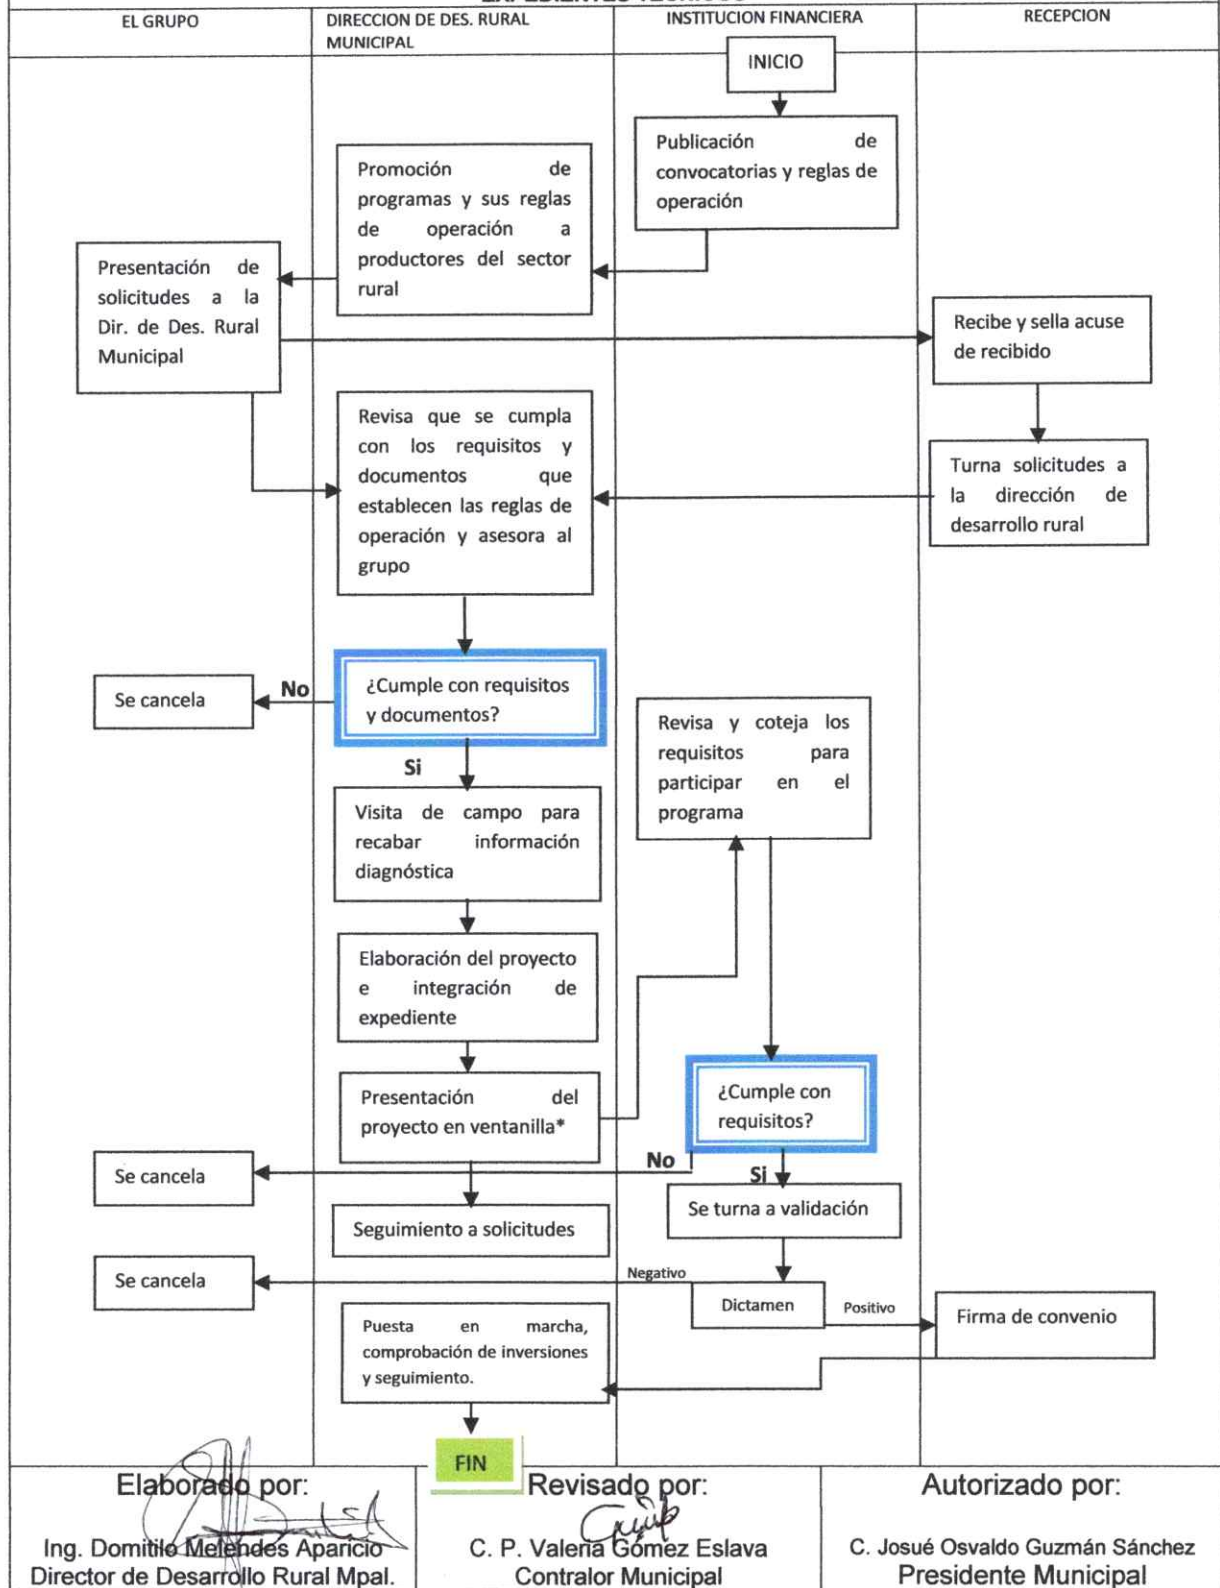 EXPEDIENTES TECNICOS
EL GRUPO
DIRECCION DE DES. RURAL
MUNICIPAL
INSTITUCION FINANCIERA
RECEPCION
INICIO
Publicación de
convocatorias y reglas de
operación
Promoción de
programas y sus reglas
de operación a
productores del sector
rural
Presentación de
solicitudes a la
Dir. de Des. Rural
Municipal
Recibe y sella acuse
de recibido
Turna solicitudes a
la dirección de
desarrollo rural
Revisa que se cumpla
con los requisitos y
documentos que
establecen las reglas de
operación y asesora al
grupo
¿Cumple con requisitos
y documentos?
No
Se cancela
Si
Visita de campo para
recabar información
diagnóstica
Elaboración del proyecto
e integración de
expediente
Presentación del
proyecto en ventanilla*
Revisa y coteja los
requisitos para
participar en el
programa
¿Cumple con
requisitos?
No
Se cancela
Si
Seguimiento a solicitudes
Se turna a validación
Negativo
Se cancela
Dictamen
Positivo
Firma de convenio
Puesta en marcha,
comprobación de inversiones
y seguimiento.
FIN
Elaborado por:
Ing. Domitilo Melendes Aparicio
Director de Desarrollo Rural Mpal.
Revisado por:
C. P. Valeria Gómez Eslava
Contralor Municipal
Autorizado por:
C. Josué Osvaldo Guzmán Sánchez
Presidente Municipal